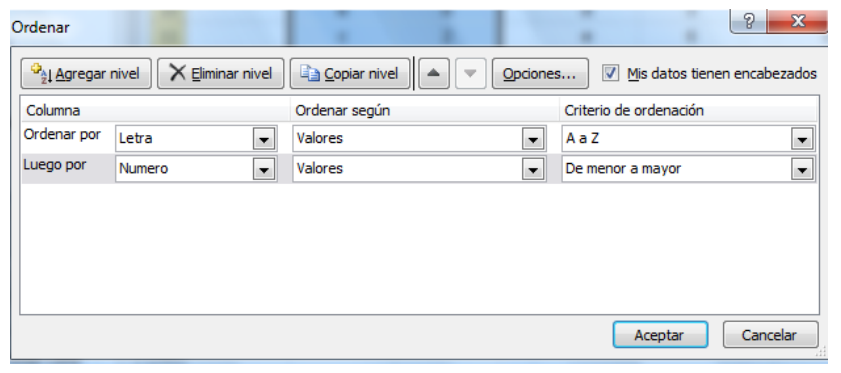 Ordenar
Agregar nivel Eliminar nivel Copiar nivel Opciones... Mis datos tienen encabezados
Columna Ordenar según Criterio de ordenación
Ordenar por Letra Valores A a Z
Luego por Numero Valores De menor a mayor
Aceptar Cancelar